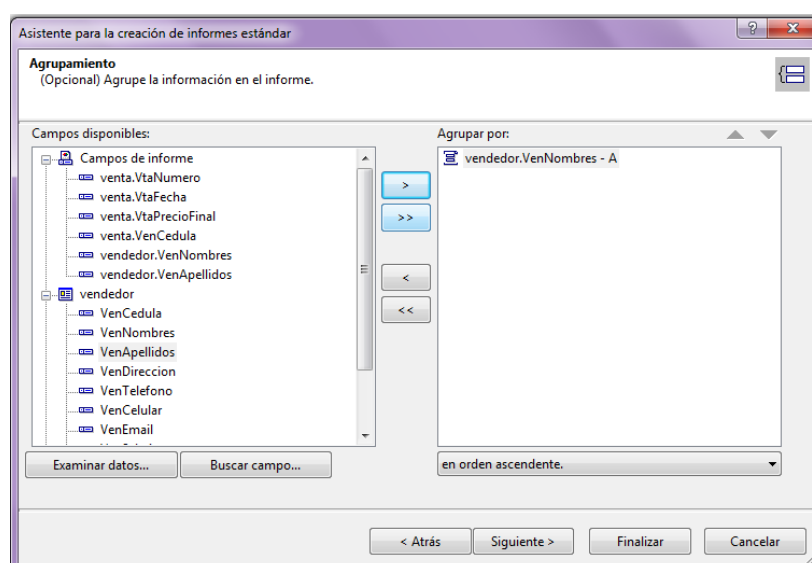 Asistente para la creación de informes estándar
?
Agrupamiento
(Opcional) Agrupe la información en el informe.
Campos disponibles:
Campos de informe
venta.VtaNumero
venta.VtaFecha
venta.VtaPrecioFinal
venta.VenCedula
vendedor.VenNombres
vendedor.VenApellidos
vendedor
VenCedula
VenNombres
VenApellidos
VenDireccion
VenTelefono
VenCelular
VenEmail
Examinar datos...
Buscar campo...
>
>>
<
<<
Agrupar por:
vendedor.VenNombres - A
en orden ascendente.
< Atrás
Siguiente >
Finalizar
Cancelar